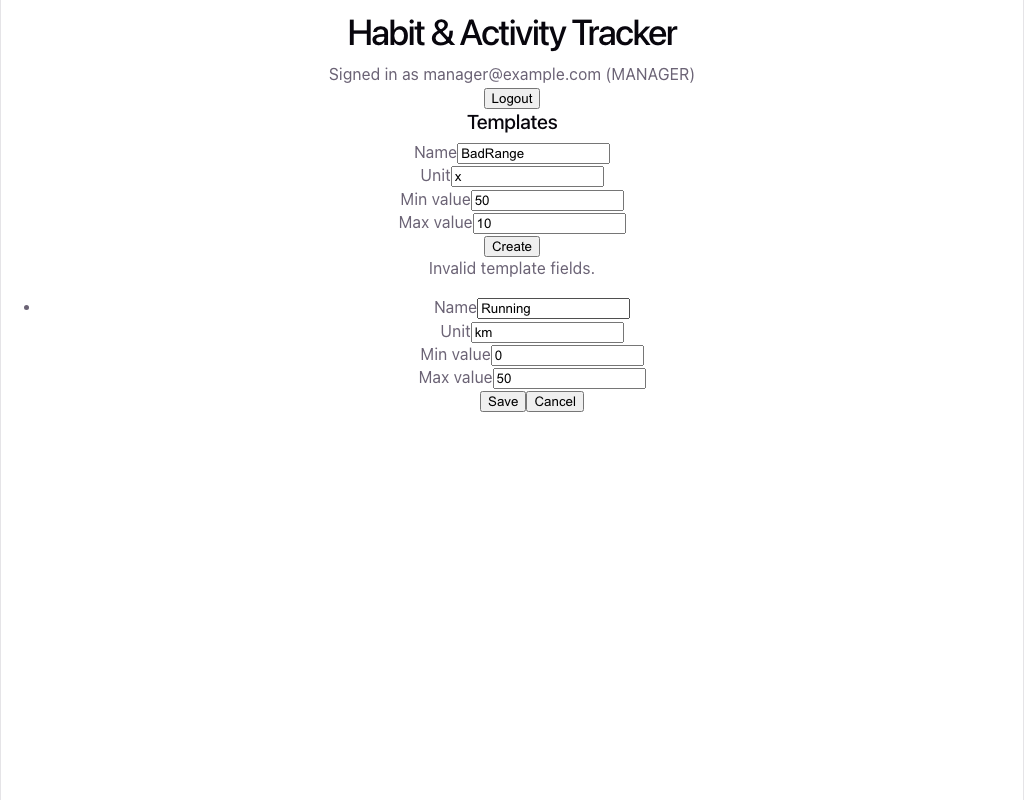 Habit & Activity Tracker
Signed in as manager@example.com (MANAGER)
Logout
Templates
Name BadRange
Unit x
Min value 50
Max value 10
Create
Invalid template fields.
Name Running
Unit km
Min value 0
Max value 50
Save Cancel